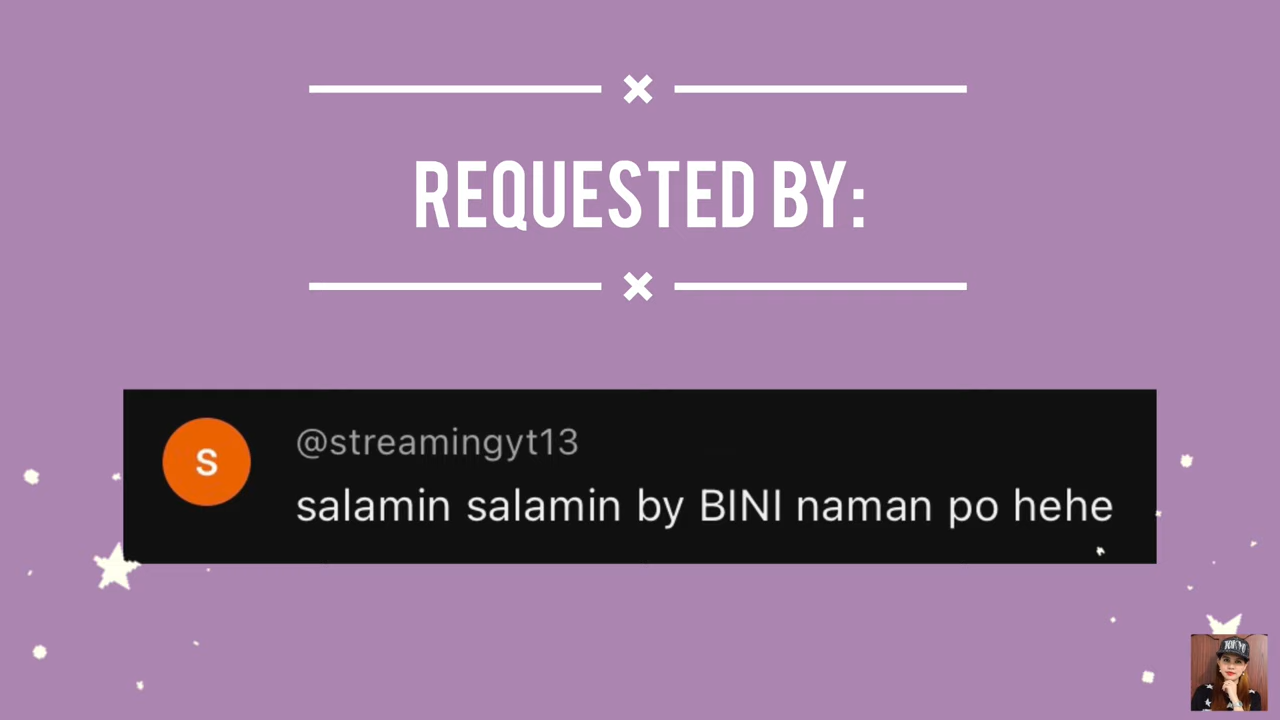 REQUESTED BY:
S
@streamingyt13
salamin salamin by BINI naman po hehe